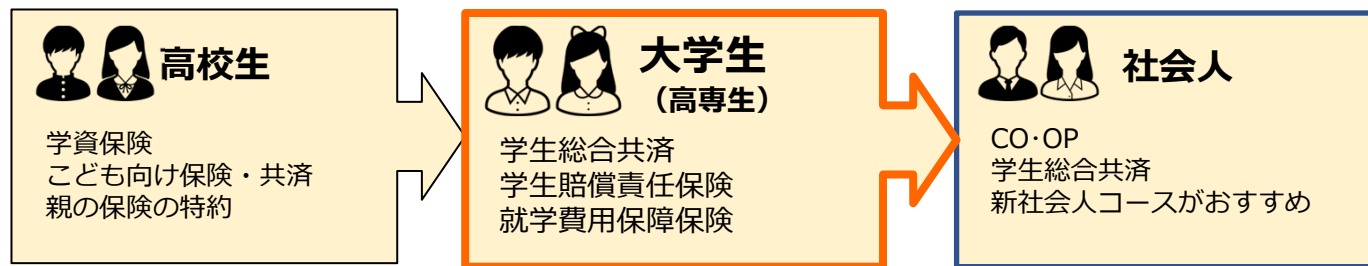 高校生
学資保険
こども向け保険・共済
親の保険の特約
大学生
（高専生）
学生総合共済
学生賠償責任保険
就学費用保障保険
社会人
CO･OP
学生総合共済
新社会人コースがおすすめ